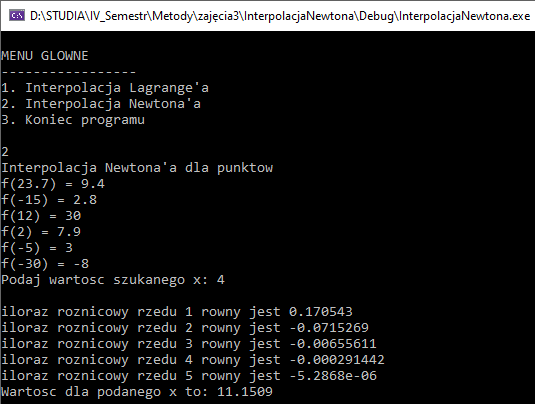 D:\STUDIA\IV_Semestr\Metody\zajęcia3\InterpolacjaNewtona\Debug\InterpolacjaNewtona.exe
MENU GLOWNE
-----------------
1. Interpolacja Lagrange'a
2. Interpolacja Newtona'a
3. Koniec programu
2
Interpolacja Newtona'a dla punktow
f(23.7) = 9.4
f(-15) = 2.8
f(12) = 30
f(2) = 7.9
f(-5) = 3
f(-30) = -8
Podaj wartosc szukanego x: 4
iloraz roznicowy rzedu 1 rowny jest 0.170543
iloraz roznicowy rzedu 2 rowny jest -0.0715269
iloraz roznicowy rzedu 3 rowny jest -0.00655611
iloraz roznicowy rzedu 4 rowny jest -0.000291442
iloraz roznicowy rzedu 5 rowny jest -5.2868e-06
Wartosc dla podanego x to: 11.1509